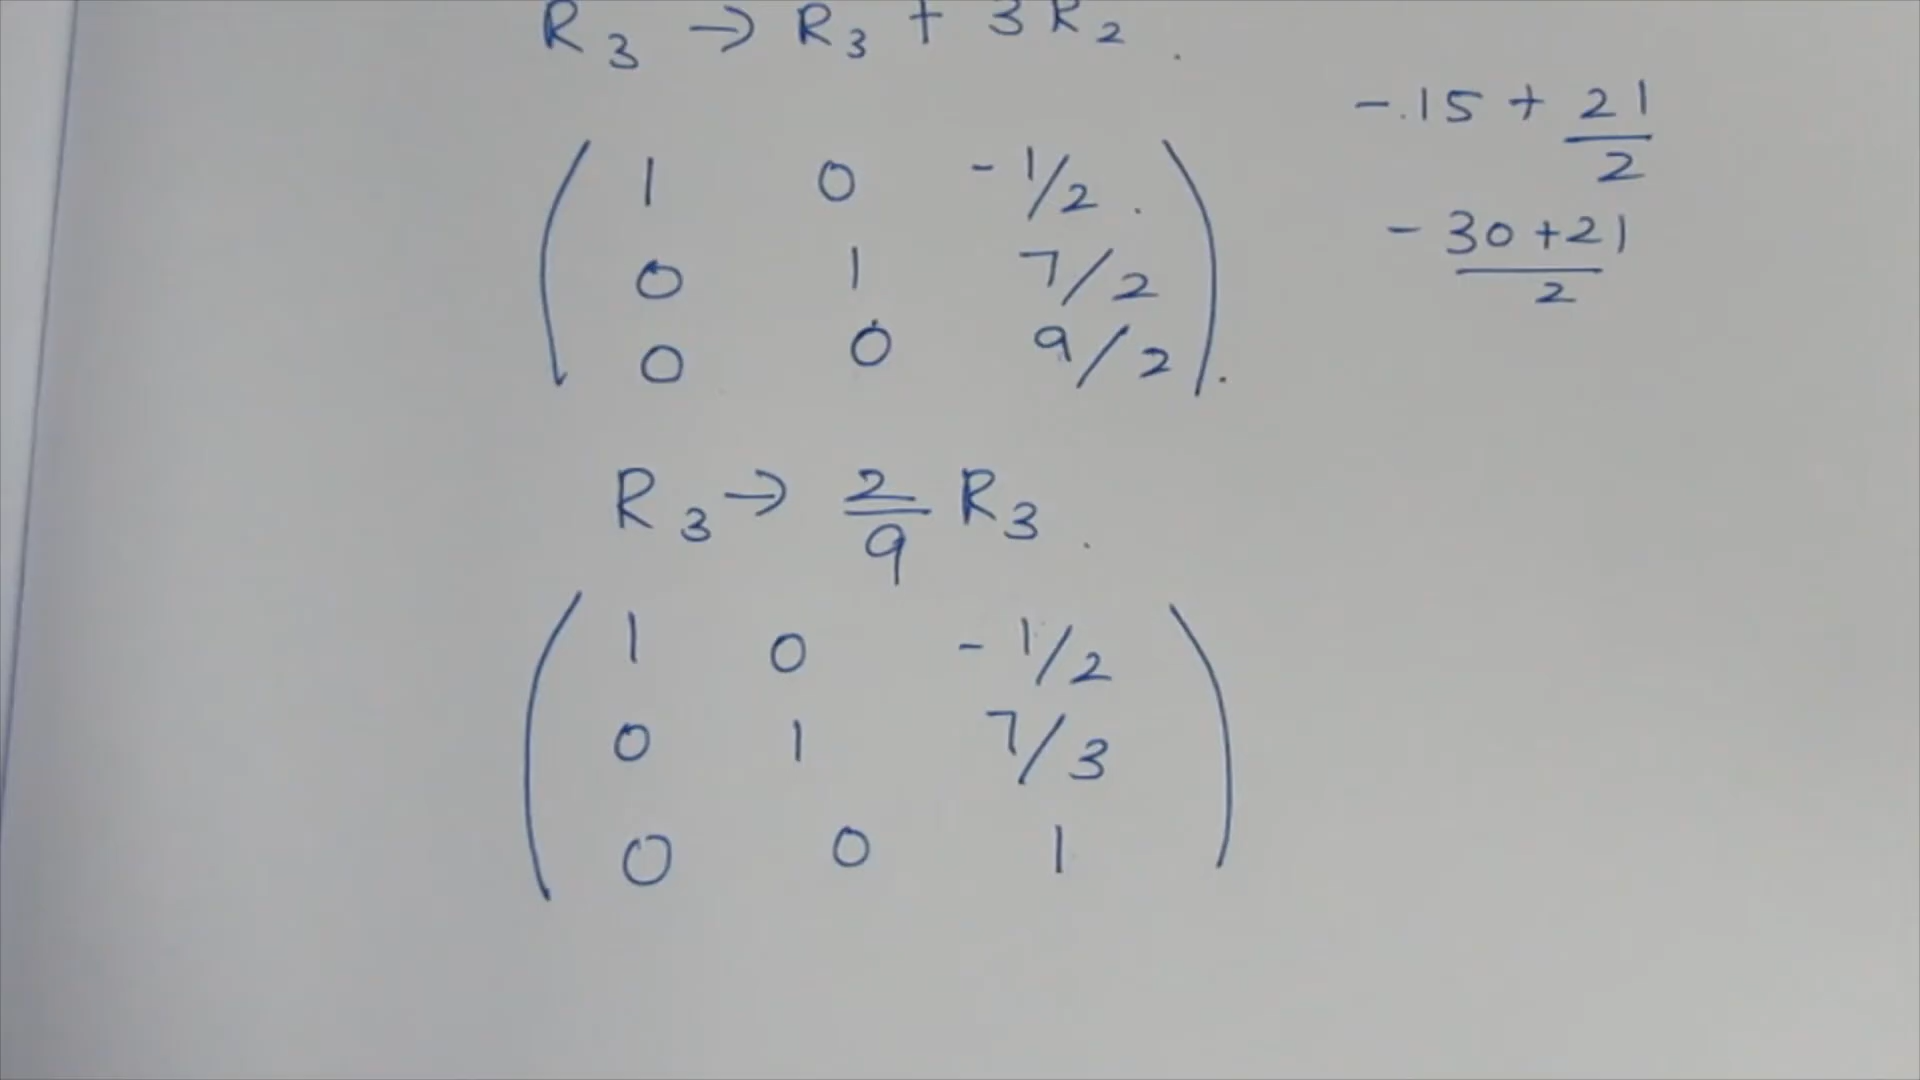 R3 → R3 + 3R2.
-.15 + 21/2
1 0 -1/2.
-30+21/2
0 1 7/2
0 0 9/2.
R3 → 2/9 R3.
1 0 -1/2
0 1 7/3
0 0 1